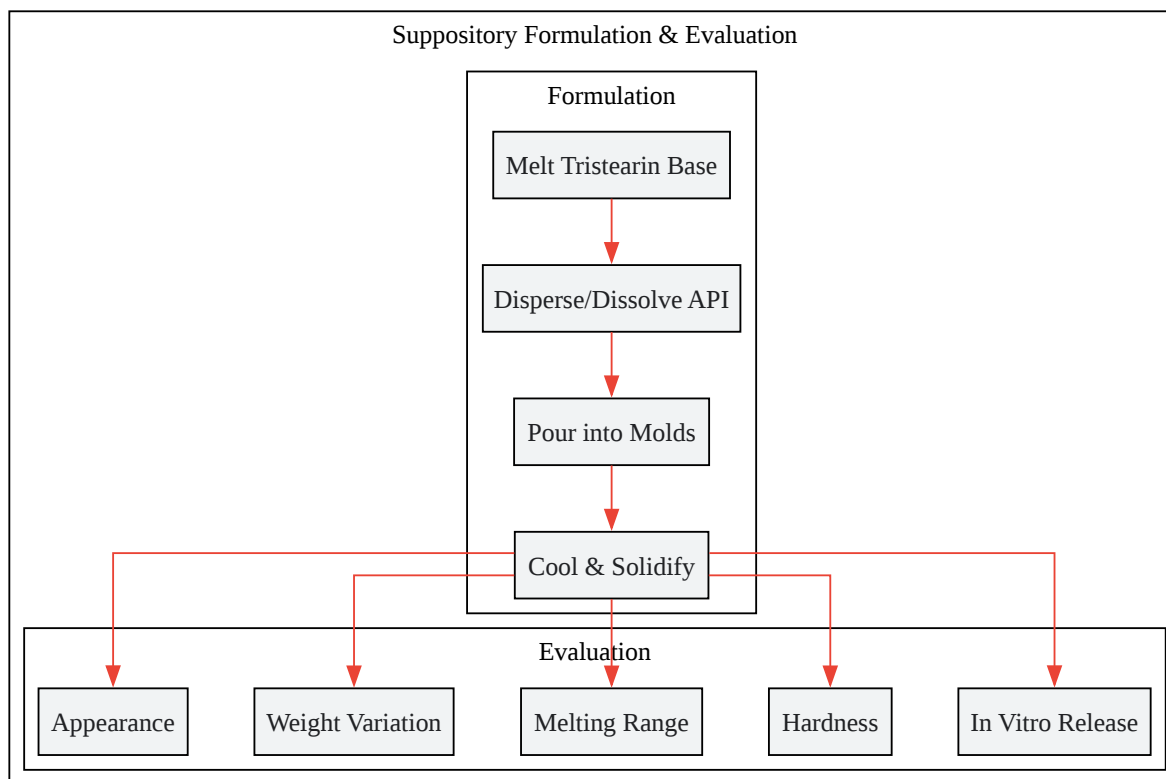 Suppository Formulation & Evaluation
Formulation
Melt Tristearin Base
Disperse/Dissolve API
Pour into Molds
Cool & Solidify
Evaluation
Appearance
Weight Variation
Melting Range
Hardness
In Vitro Release